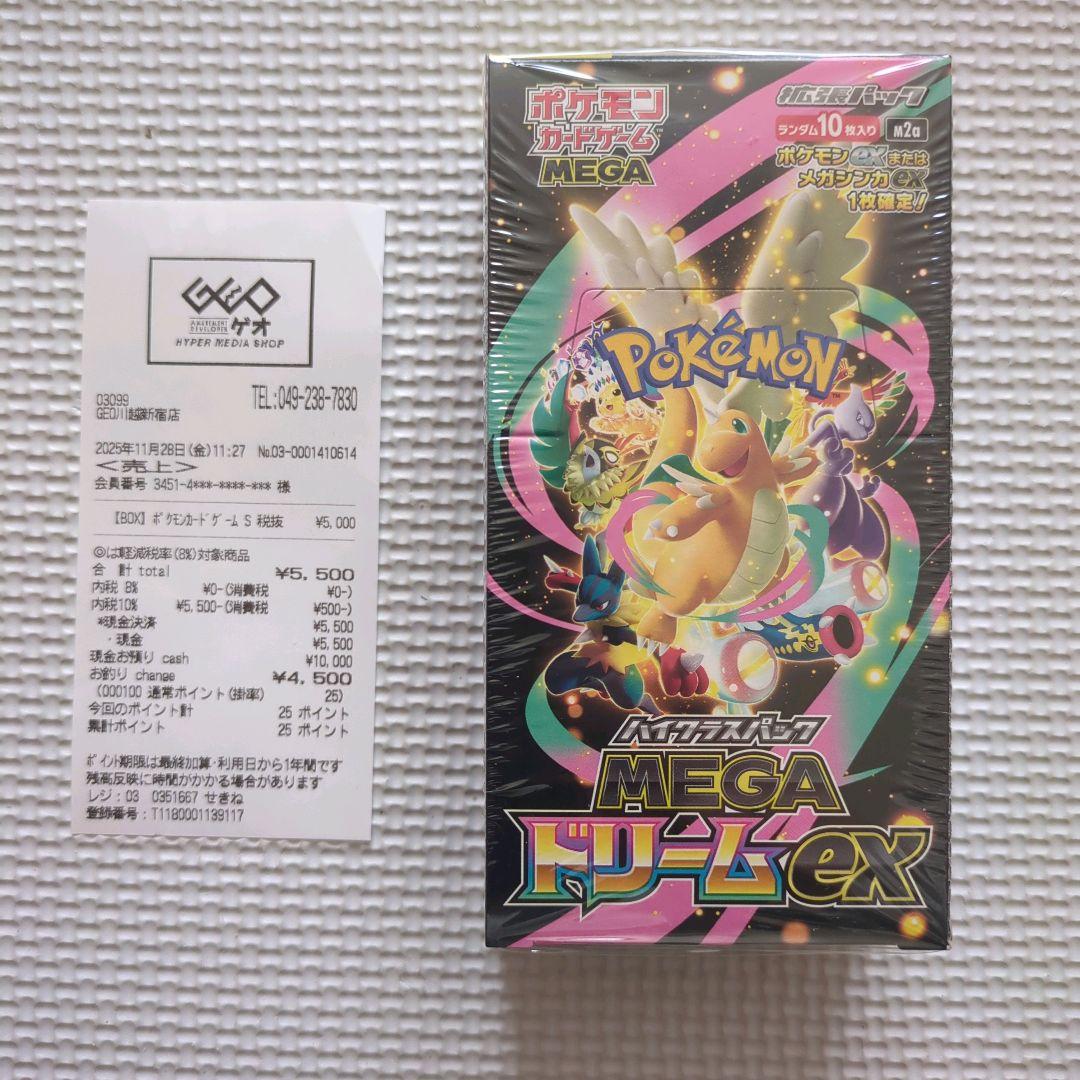 GEO
AMUSEMENT
DEVELOPER
ゲオ
HYPER MEDIA SHOP
03099
TEL:049-238-7830
GEO川越新宿店
2025年11月28日(金)11:27 No.03-0001410614
<売上>
会員番号 3451-4***-****-*** 様
【BOX】ポケモンカードゲーム S 税抜 ¥5,000
◎は軽減税率(8%)対象商品
合 計 total ¥5,500
内税 8% ¥0-(消費税 ¥0-)
内税10% ¥5,500-(消費税 ¥500-)
*現金決済 ¥5,500
・現金 ¥5,500
現金お預り cash ¥10,000
お釣り change ¥4,500
(000100 通常ポイント(掛率) 25)
今回のポイント計 25 ポイント
累計ポイント 25 ポイント
ポイント期限は最終加算・利用日から1年間です
残高反映に時間がかかる場合があります
レジ:03 0351667 せきね
登録番号:T1180001139117
ポケモン
カードゲーム™
MEGA
拡張パック
ランダム10枚入り m2a
ポケモンexまたは
メガシンカex
1枚確定!
POKéMON™
ハイクラスパック
MEGA
ドリームex